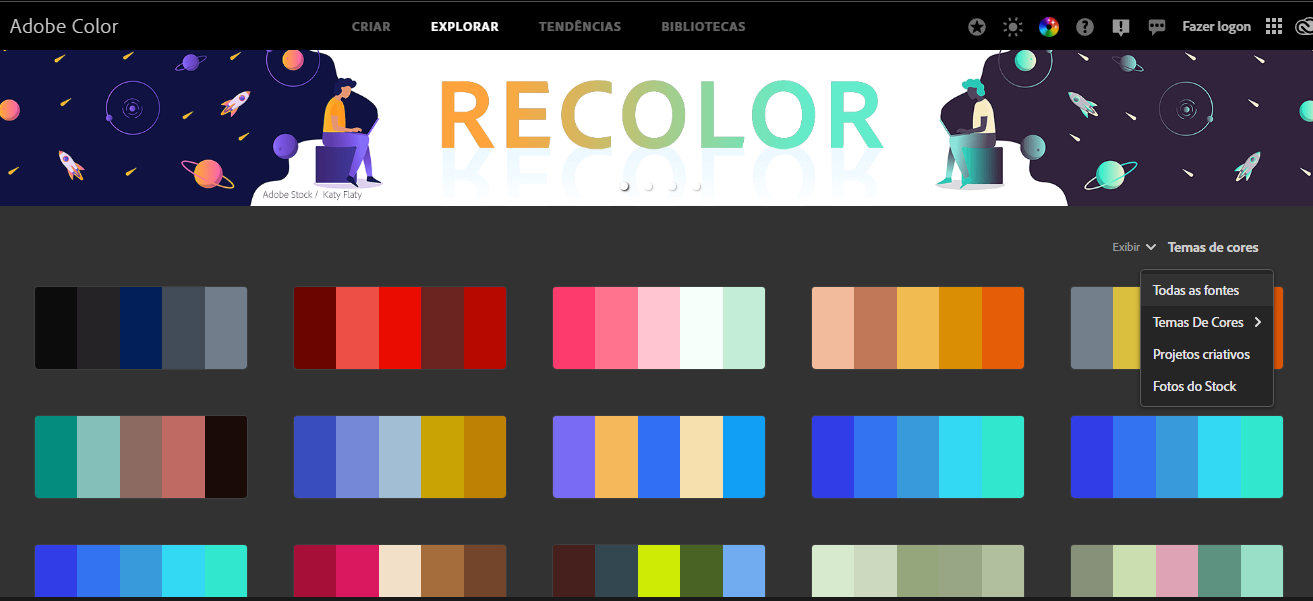 Adobe Color
CRIAR
EXPLORAR
TENDÊNCIAS
BIBLIOTECAS
Fazer logon
RECOLOR
Adobe Stock / Katy Flaty
Exibir
Temas de cores
Todas as fontes
Temas De Cores
Projetos criativos
Fotos do Stock